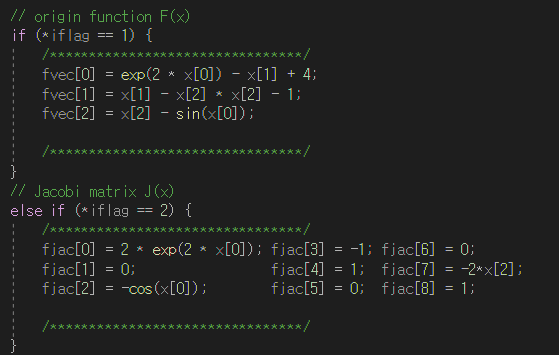 // origin function F(x)
if (*iflag == 1) {
/*******************************/
fvec[0] = exp(2 * x[0]) - x[1] + 4;
fvec[1] = x[1] - x[2] * x[2] - 1;
fvec[2] = x[2] - sin(x[0]);
/*******************************/
}
// Jacobi matrix J(x)
else if (*iflag == 2) {
/*******************************/
fjac[0] = 2 * exp(2 * x[0]); fjac[3] = -1; fjac[6] = 0;
fjac[1] = 0; fjac[4] = 1; fjac[7] = -2*x[2];
fjac[2] = -cos(x[0]); fjac[5] = 0; fjac[8] = 1;
/*******************************/
}